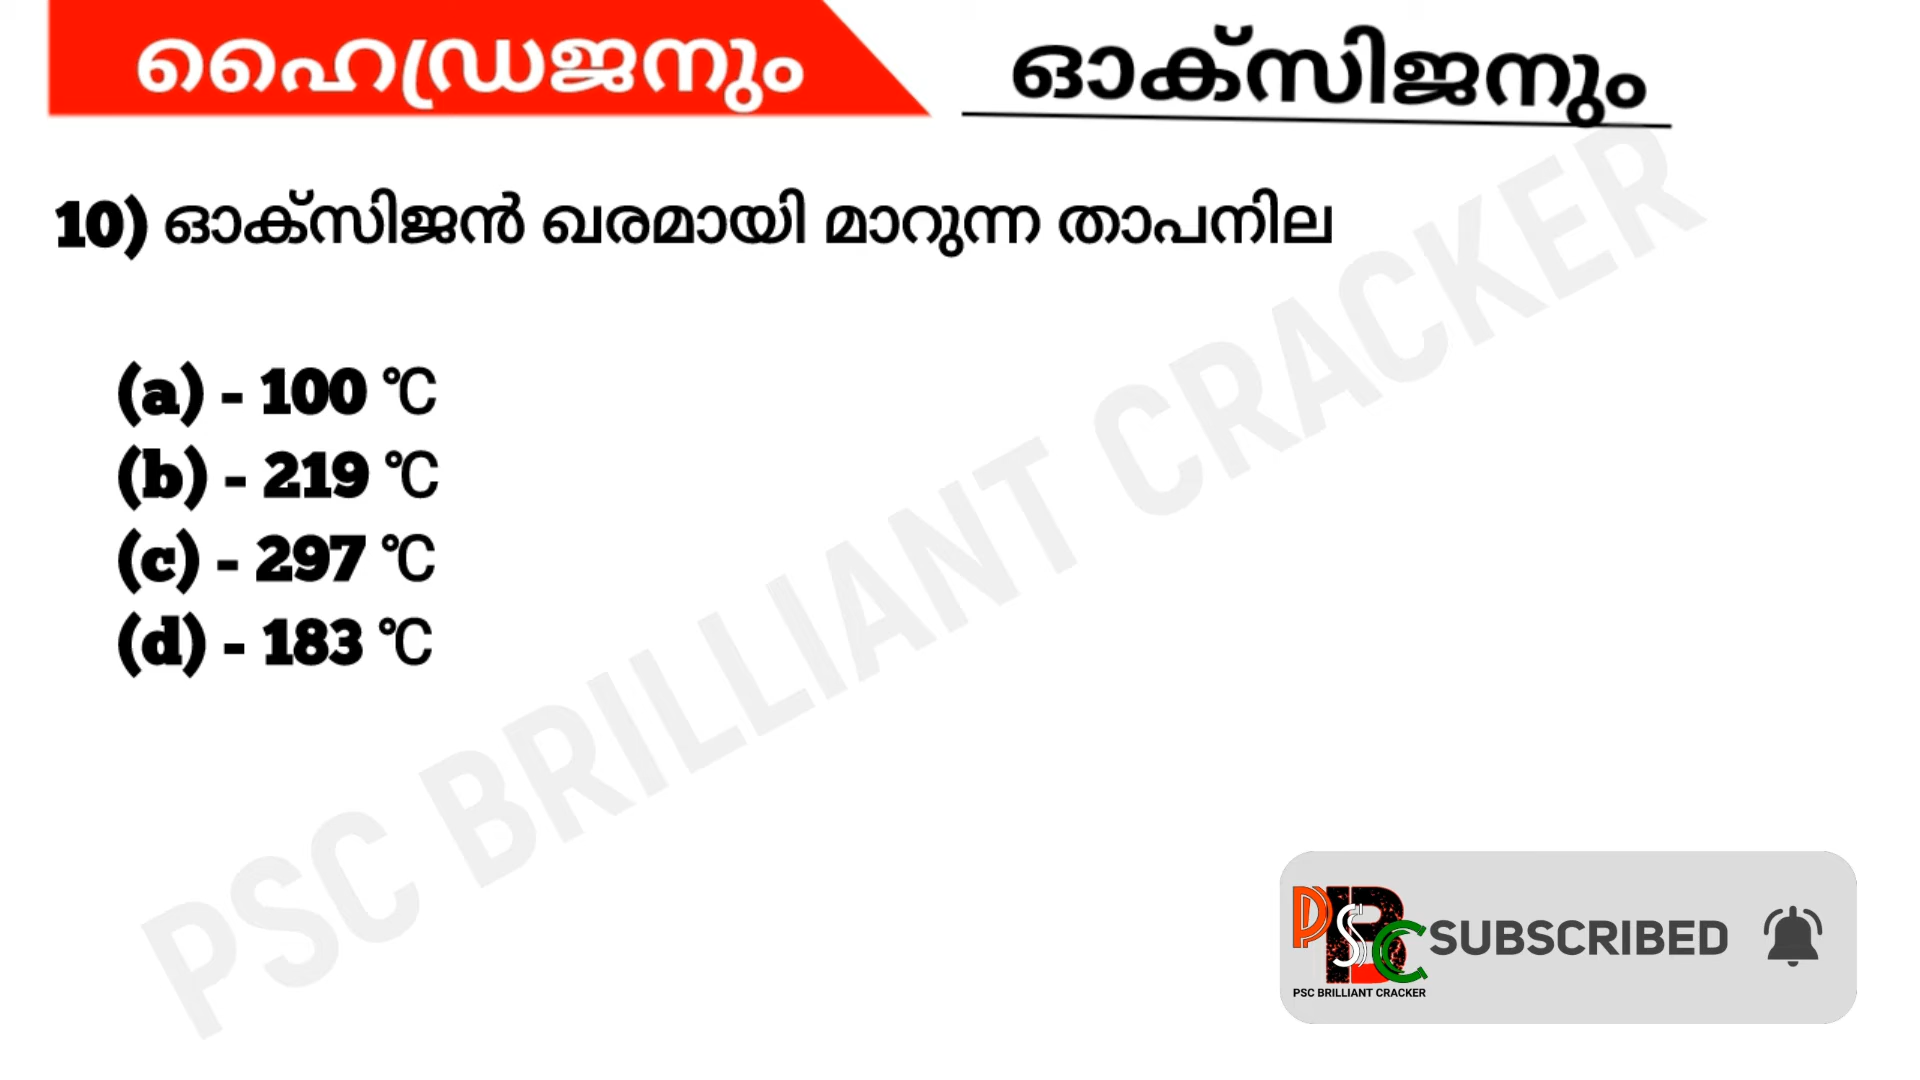 ഹൈഡ്രജനും ഓക്സിജനും
10) ഓക്സിജൻ ഖരമായി മാറുന്ന താപനില
(a) - 100 ℃
(b) - 219 ℃
(c) - 297 ℃
(d) - 183 ℃
PSC BRILLIANT CRACKER
PSC B
SUBSCRIBED
PSC BRILLIANT CRACKER